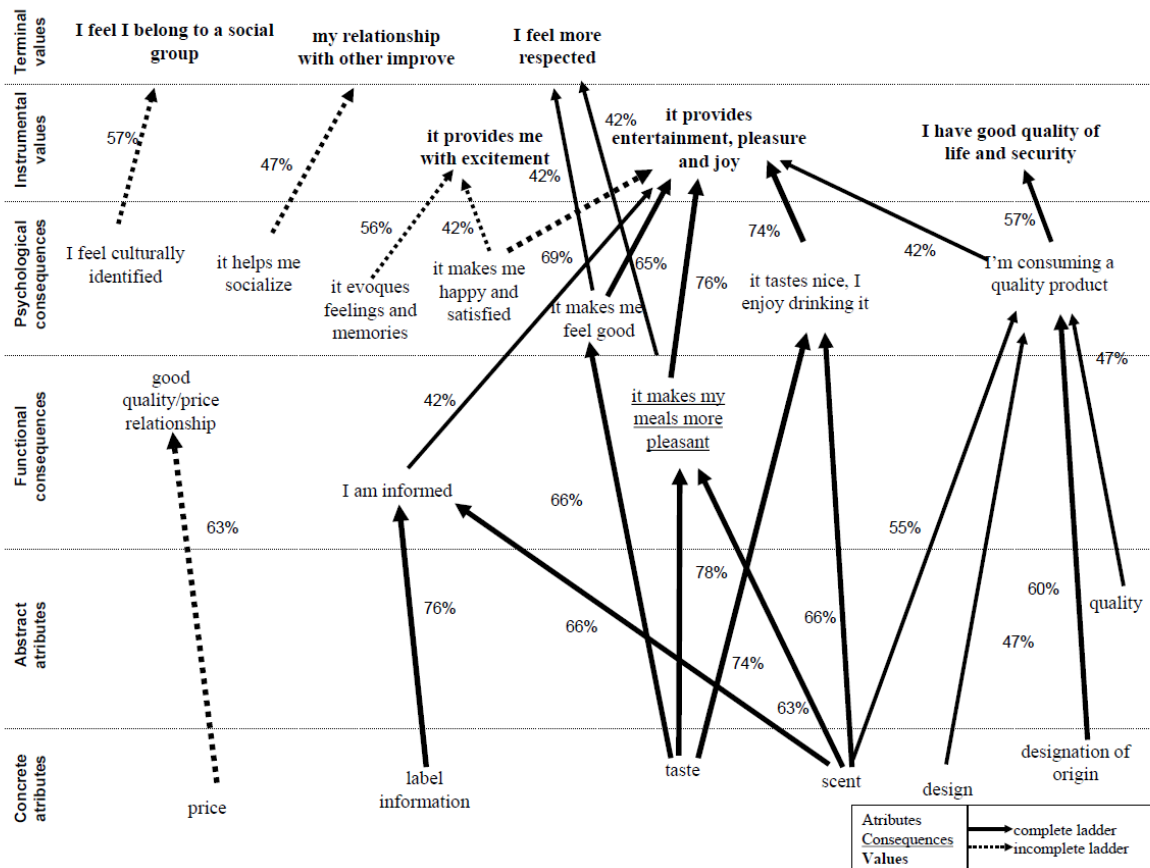 Terminal
values
I feel I belong to a social
group
my relationship
with other improve
I feel more
respected
Instrumental
values
57%
47%
it provides me
with excitement
42%
42%
it provides
entertainment, pleasure
and joy
I have good quality of
life and security
Psychological
consequences
I feel culturally
identified
it helps me
socialize
56%
it evoques
feelings and
memories
42%
it makes me
happy and
satisfied
69%
65%
it makes me
feel good
76%
74%
it tastes nice, I
enjoy drinking it
42%
57%
I'm consuming a
quality product
Functional
consequences
good
quality/price
relationship
42%
it makes my
meals more
pleasant
47%
I am informed
63%
66%
55%
Abstract
atributes
76%
66%
78%
74%
66%
63%
60%
47%
quality
Concrete
atributes
price
label
information
taste
scent
design
designation of
origin
Atributes
Consequences
Values
complete ladder
incomplete ladder